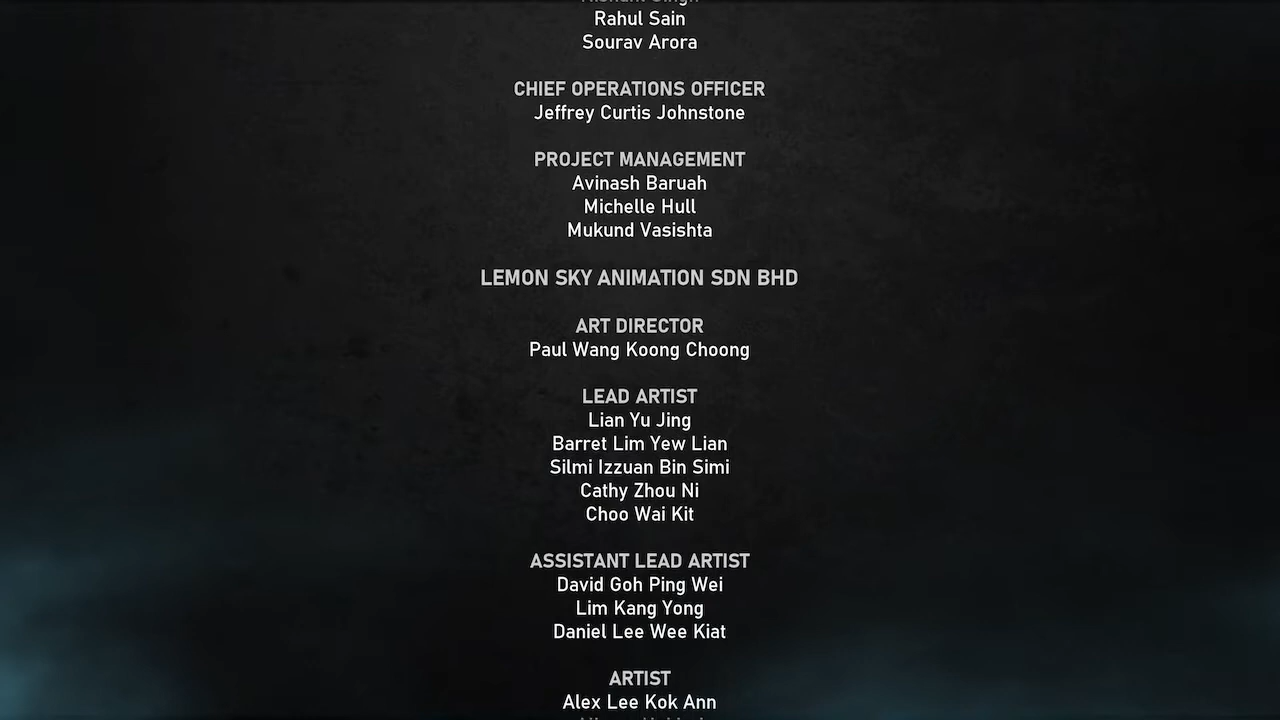 Rahul Sain
Sourav Arora
CHIEF OPERATIONS OFFICER
Jeffrey Curtis Johnstone
PROJECT MANAGEMENT
Avinash Baruah
Michelle Hull
Mukund Vasishta
LEMON SKY ANIMATION SDN BHD
ART DIRECTOR
Paul Wang Koong Choong
LEAD ARTIST
Lian Yu Jing
Barret Lim Yew Lian
Silmi Izzuan Bin Simi
Cathy Zhou Ni
Choo Wai Kit
ASSISTANT LEAD ARTIST
David Goh Ping Wei
Lim Kang Yong
Daniel Lee Wee Kiat
ARTIST
Alex Lee Kok Ann